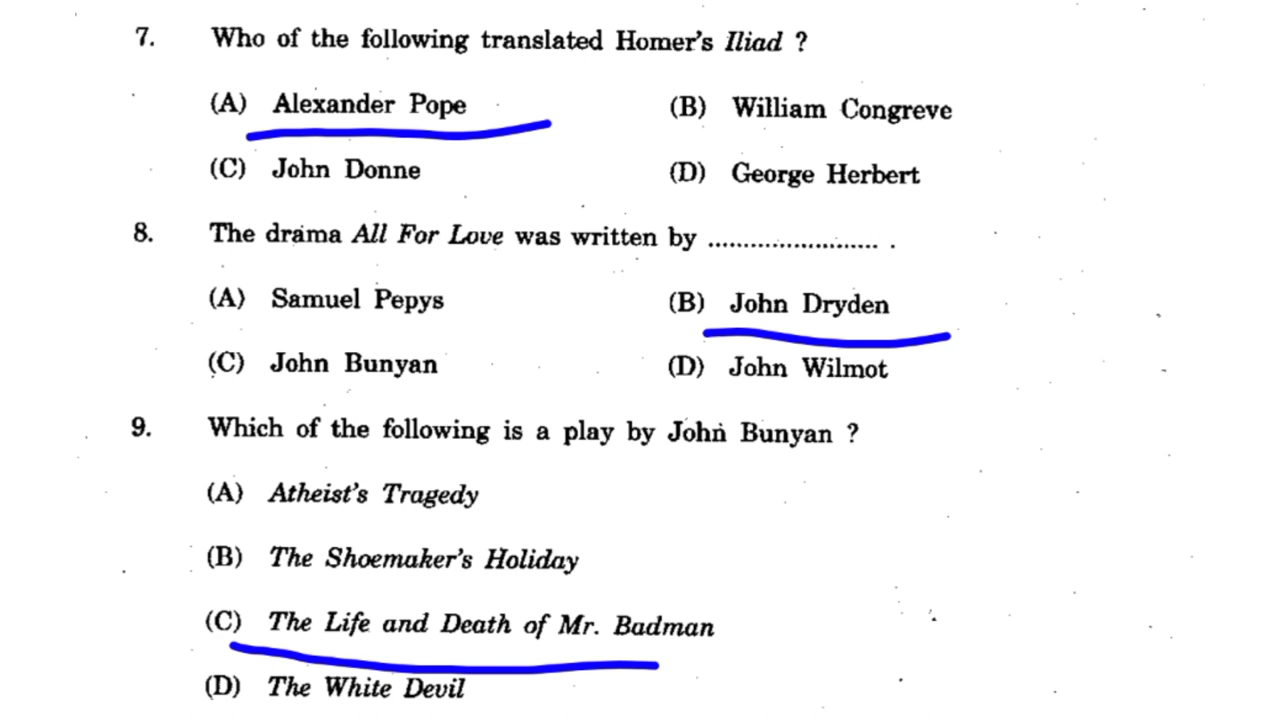 7. Who of the following translated Homer's Iliad ?
(A) Alexander Pope (B) William Congreve
(C) John Donne (D) George Herbert
8. The drama All For Love was written by ........................ .
(A) Samuel Pepys (B) John Dryden
(C) John Bunyan (D) John Wilmot
9. Which of the following is a play by John Bunyan ?
(A) Atheist's Tragedy
(B) The Shoemaker's Holiday
(C) The Life and Death of Mr. Badman
(D) The White Devil